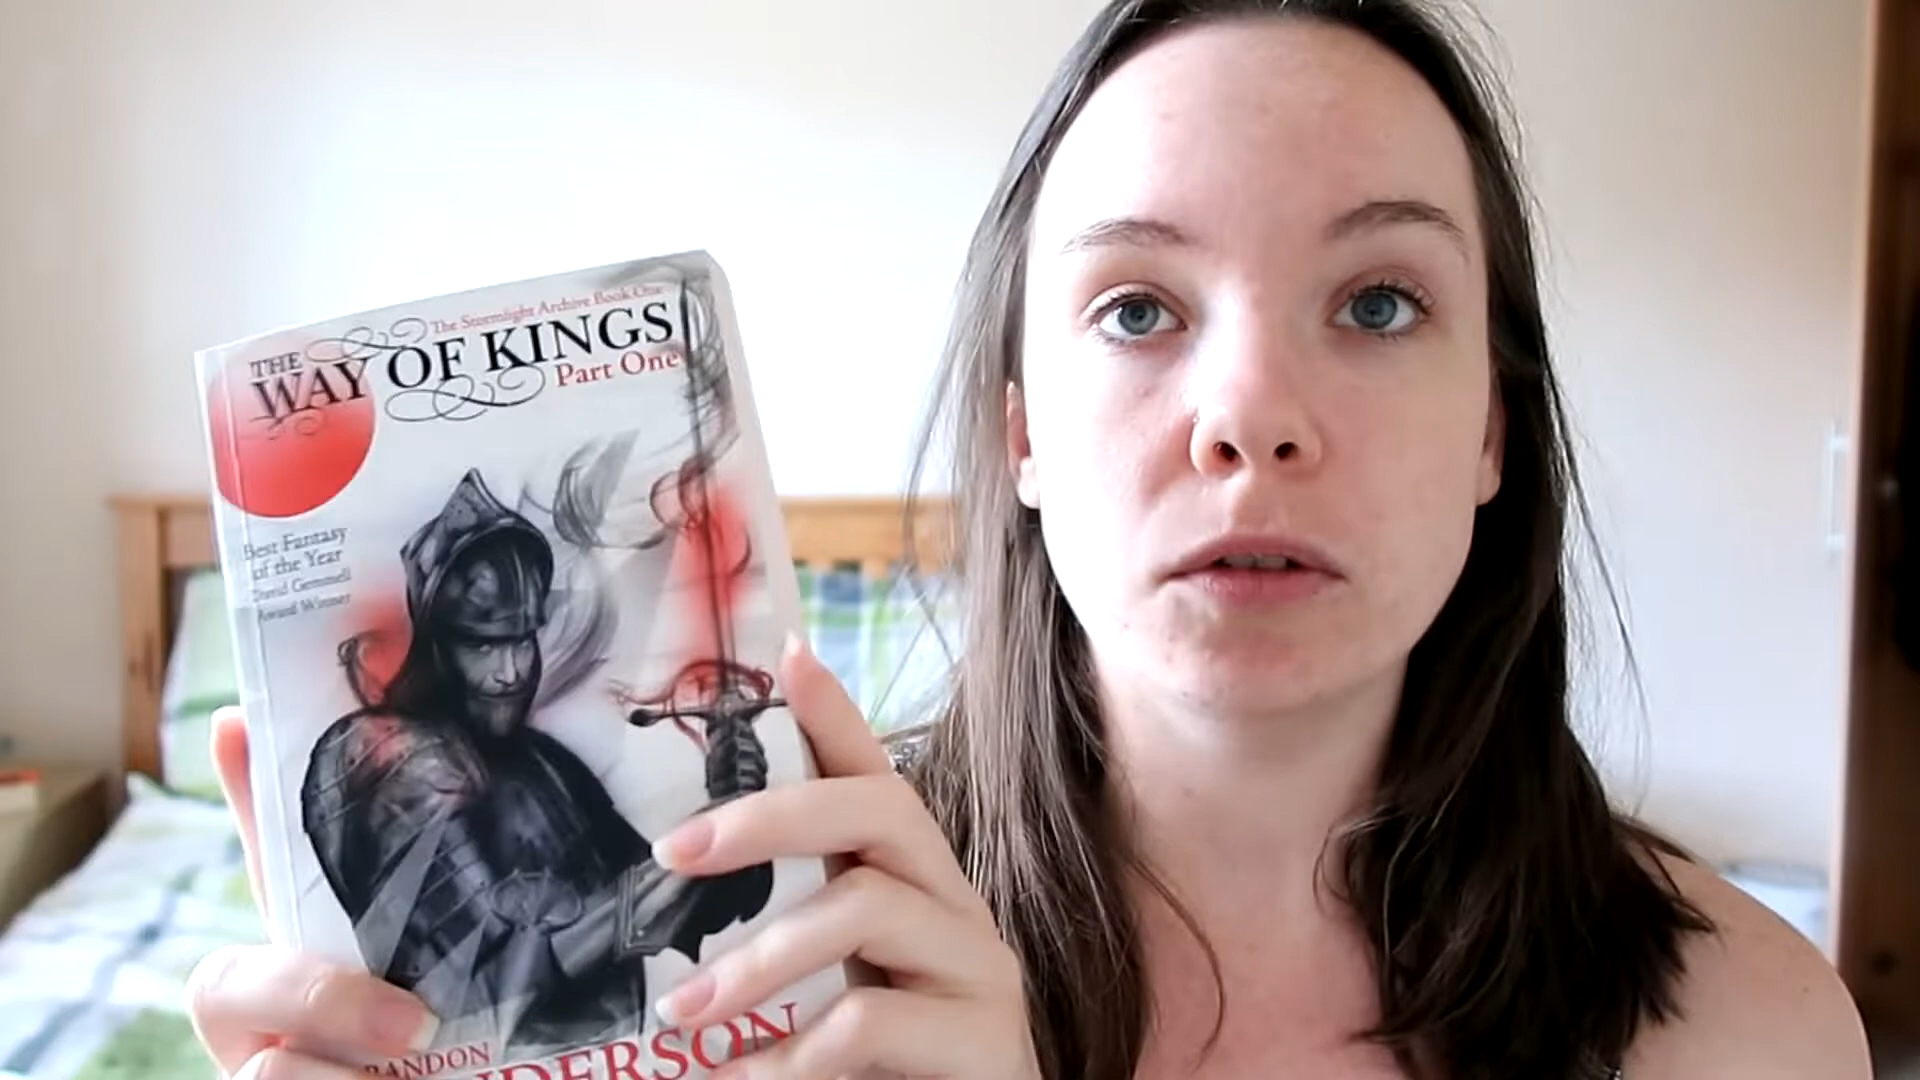 The Stormlight Archive Book One
THE
WAY OF KINGS
Part One
Best Fantasy
of the Year
David Gemmell
Award Winner
BRANDON
NDERSON